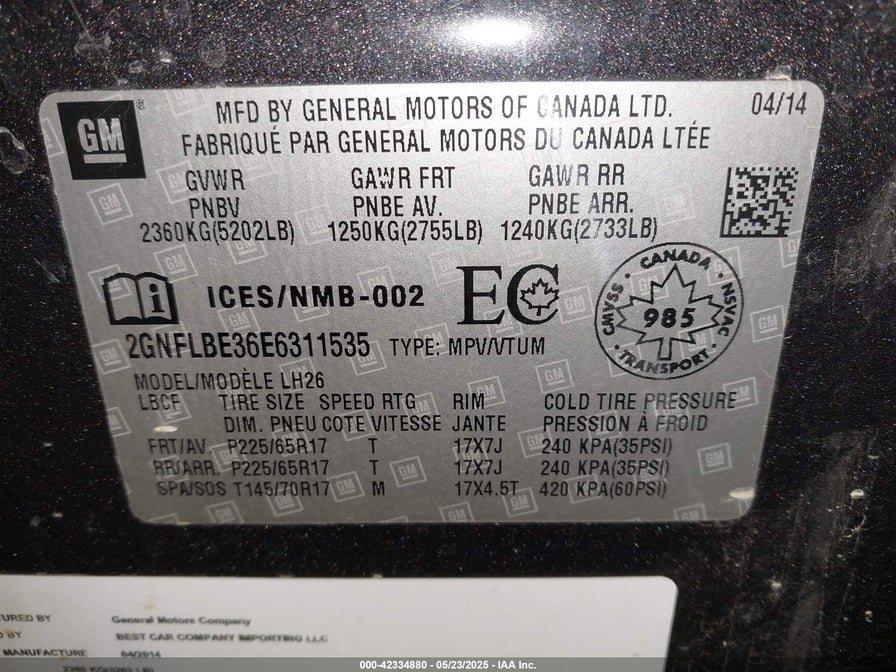 GM ® MFD BY GENERAL MOTORS OF CANADA LTD. 04/14
FABRIQUÉ PAR GENERAL MOTORS DU CANADA LTÉE
GVWR GAWR FRT GAWR RR
PNBV PNBE AV. PNBE ARR.
2360KG(5202LB) 1250KG(2755LB) 1240KG(2733LB)
ICES/NMB-002 EC
CANADA
CMVSS · 985 · NSVAC
TRANSPORT
2GNFLBE36E6311535 TYPE: MPV/VTUM
MODEL/MODÈLE LH26
LBCF TIRE SIZE SPEED RTG RIM COLD TIRE PRESSURE
DIM. PNEU COTE VITESSE JANTE PRESSION À FROID
FRT/AV. P225/65R17 T 17X7J 240 KPA(35PSI)
RR/ARR. P225/65R17 T 17X7J 240 KPA(35PSI)
SPA/SOS T145/70R17 M 17X4.5T 420 KPA(60PSI)
TURED BY General Motors Company
D BY BEST CAR COMPANY IMPORTING LLC
MANUFACTURE 04/2014
000-42334880 - 05/23/2025 - IAA Inc.